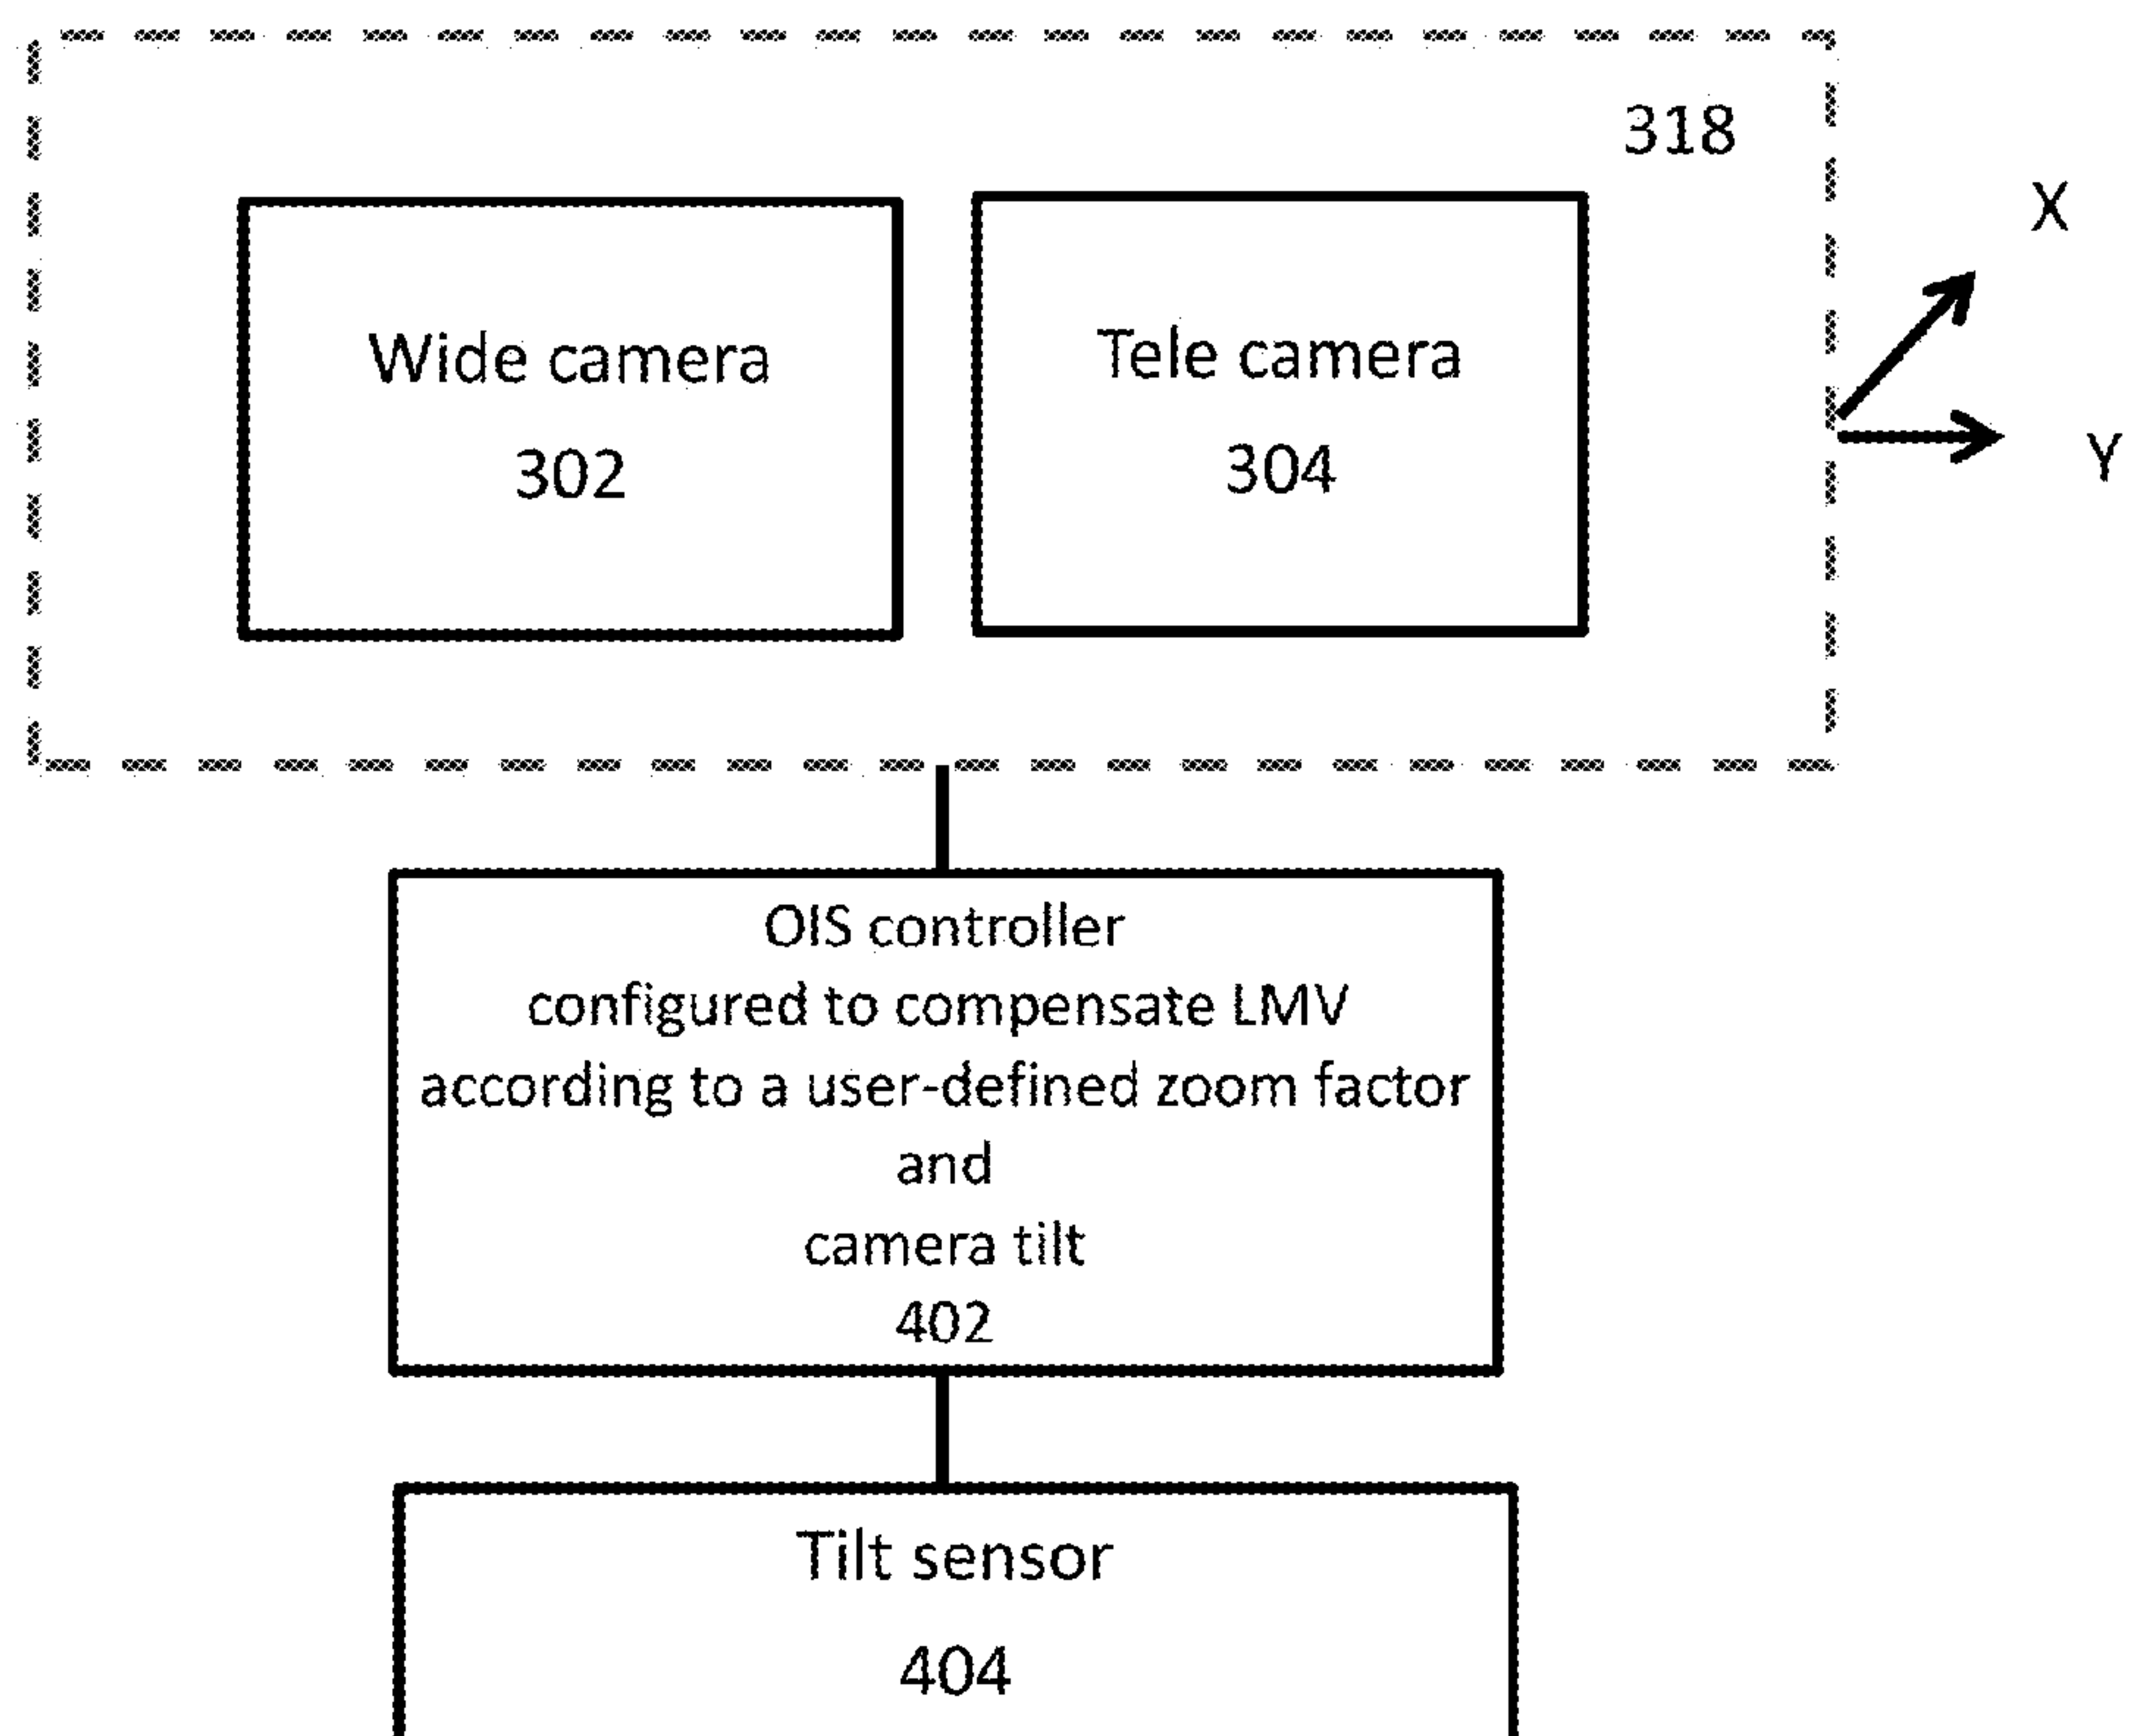 318
X
Wide camera
302
Tele camera
304
Y
OIS controller
configured to compensate LMV
according to a user-defined zoom factor
and
camera tilt
402
Tilt sensor
404